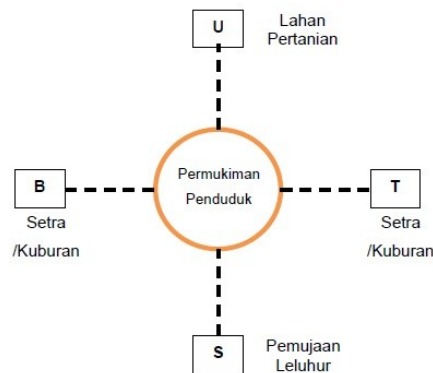 U
Lahan
Pertanian
Permukiman
Penduduk
B
Setra
/Kuburan
T
Setra
/Kuburan
S
Pemujaan
Leluhur